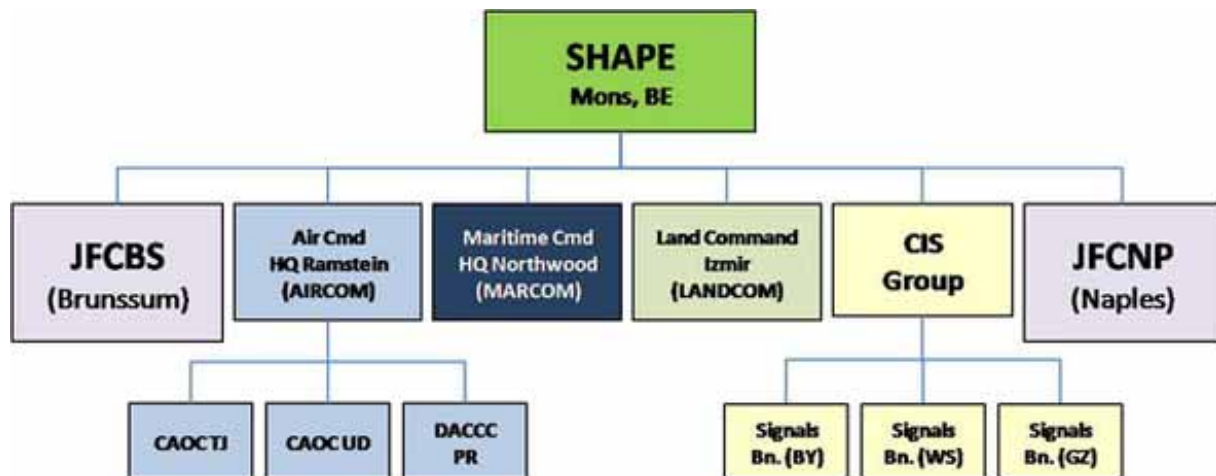 SHAPE
Mons, BE
JFCBS
(Brunssum)
Air Cmd
HQ Ramstein
(AIRCOM)
Maritime Cmd
HQ Northwood
(MARCOM)
Land Command
Izmir
(LANDCOM)
CIS
Group
JFCNP
(Naples)
CAOC TJ
CAOC UD
DACCC
PR
Signals
Bn. (BY)
Signals
Bn. (WS)
Signals
Bn. (GZ)